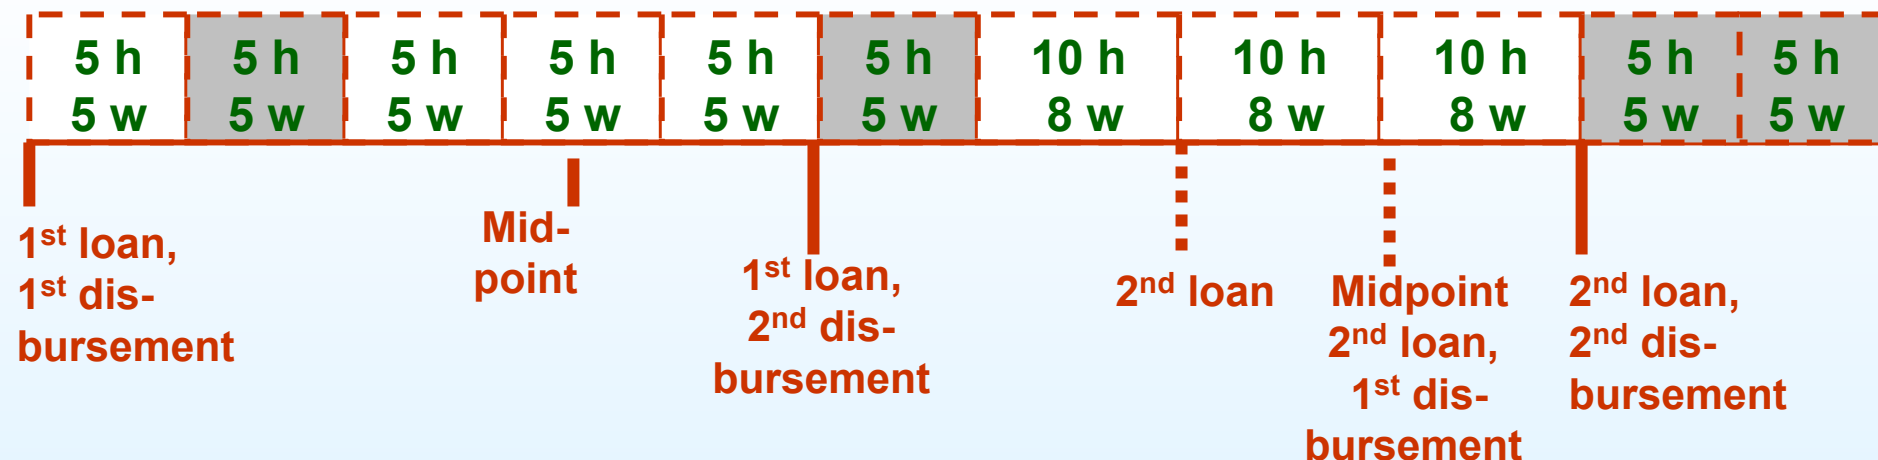 5 h 5 h 5 h 5 h 5 h 5 h 10 h 10 h 10 h 5 h 5 h
5 w 5 w 5 w 5 w 5 w 5 w 8 w 8 w 8 w 5 w 5 w
1st loan,
1st dis-
bursement
Mid-
point
1st loan,
2nd dis-
bursement
2nd loan
Midpoint
2nd loan,
1st dis-
bursement
2nd loan,
2nd dis-
bursement